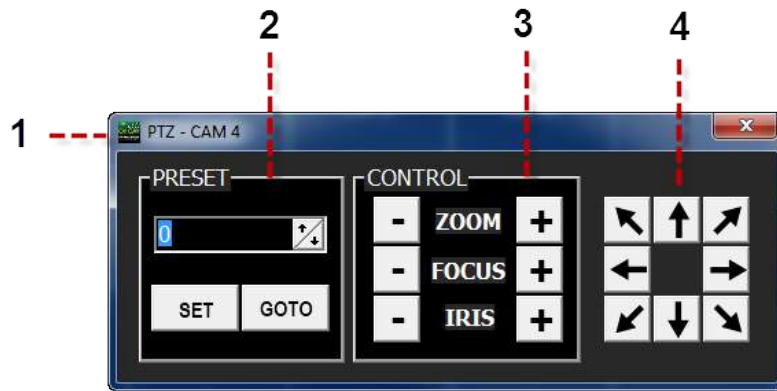 2 3 4
1
PTZ - CAM 4
x
PRESET CONTROL
0
- ZOOM +
- FOCUS +
SET GOTO
- IRIS +